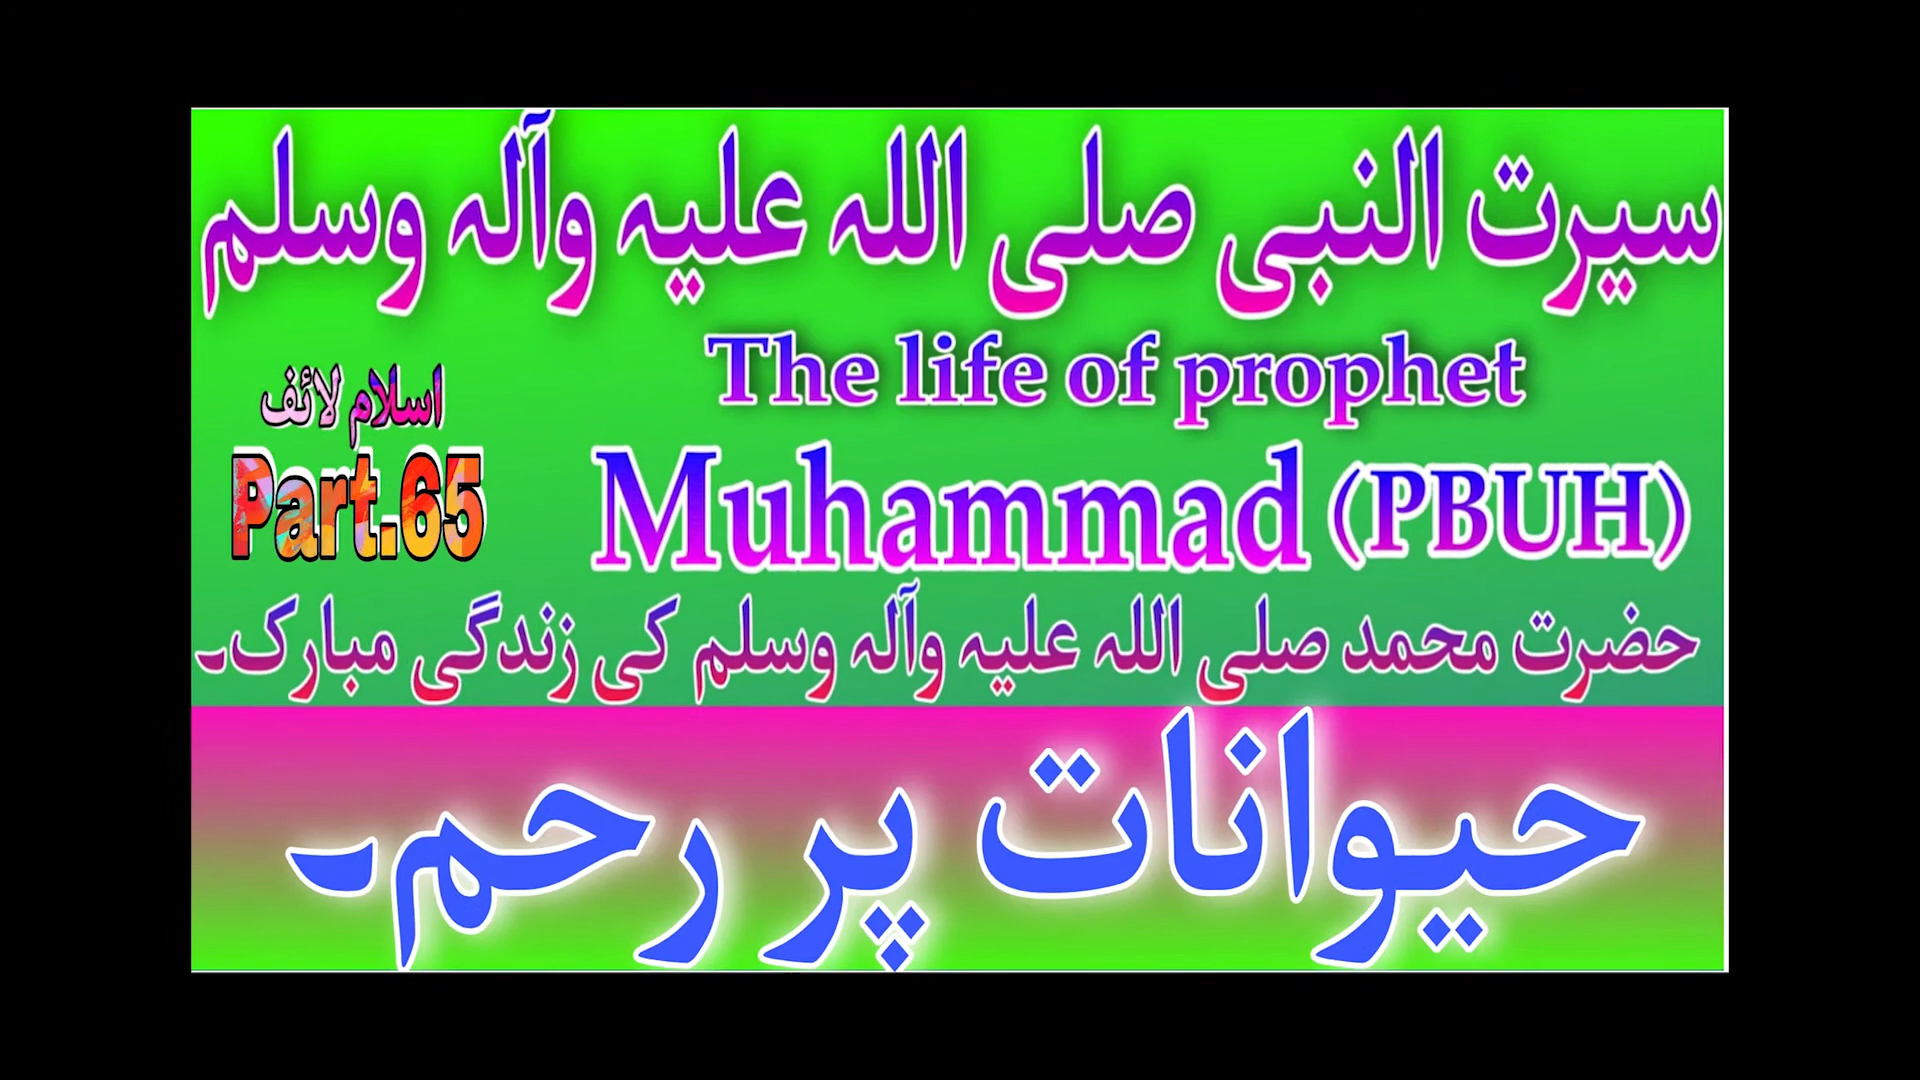 سیرت النبی صلی اللہ علیہ وآلہ وسلم
The life of prophet
اسلام لائف
Muhammad (PBUH)
Part.65
حضرت محمد صلی اللہ علیہ وآلہ وسلم کی زندگی مبارک۔
حیوانات پر رحم۔